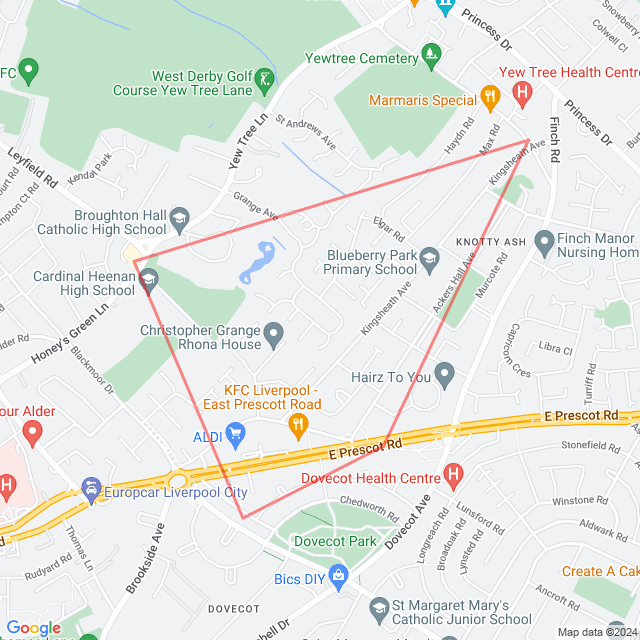 Snowberry
Colwell Cl
Princess Dr
Yewtree Cemetery
FC
West Derby Golf
Course Yew Tree Lane
Yew Tree Health Centre
Marmaris Special
Princess Dr
Finch Rd
St Andrews Ave
Yew Tree Ln
Haydn Rd
Max Rd
Kingsheath Ave
Leyfield Rd
Kendal Park
Grange Ave
Broughton Hall
Catholic High School
Elgar Rd
KNOTTY ASH
Finch Manor
Nursing Hom
Blueberry Park
Primary School
Ackers Hall Ave
Murcote Rd
Cardinal Heenan
High School
Honey's Green Ln
Kingsheath Ave
Christopher Grange
Rhona House
Capricorn Cres
Libra Cl
Blackmoor Dr
Hairz To You
Turriff Rd
KFC Liverpool -
East Prescott Road
our Alder
ALDI
E Prescot Rd
E Prescot Rd
Stonefield Rd
Dovecot Health Centre
Europcar Liverpool City
Chedworth Rd
Winstone Rd
Lunsford Rd
Aldwark Rd
Dovecot Park
Dovecot Ave
Longreach Rd
Broadoak Rd
Lynsted Rd
Thomas Ln
Rudyard Rd
Brookside Ave
Bics DIY
Create A Cak
Ancroft Rd
DOVECOT
St Margaret Mary's
Catholic Junior School
Google
Map data ©2024